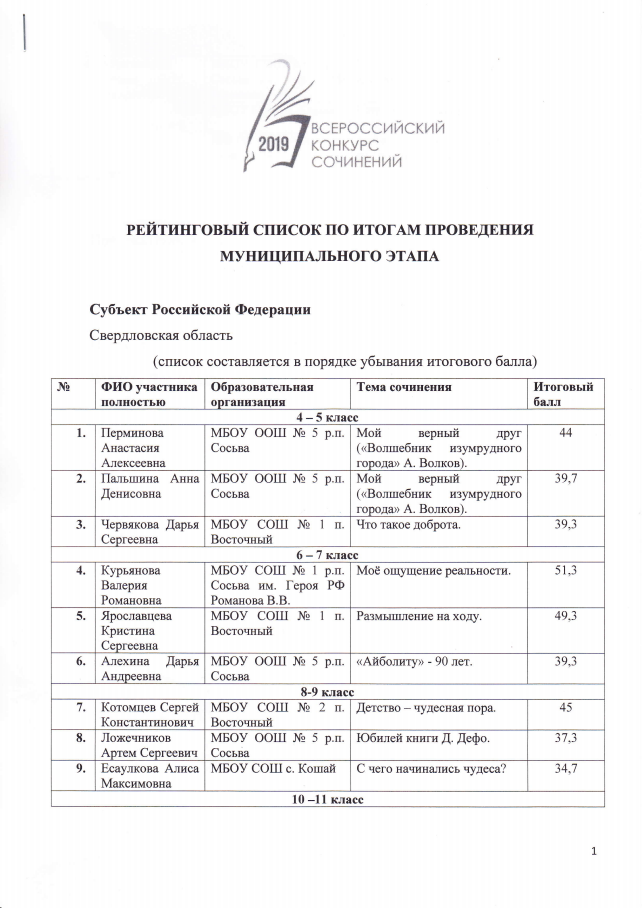 2019
ВСЕРОССИЙСКИЙ
КОНКУРС
СОЧИНЕНИЙ
РЕЙТИНГОВЫЙ СПИСОК ПО ИТОГАМ ПРОВЕДЕНИЯ
МУНИЦИПАЛЬНОГО ЭТАПА
Субъект Российской Федерации
Свердловская область
(список составляется в порядке убывания итогового балла)
№ ФИО участника Образовательная Тема сочинения Итоговый
полностью организация балл
4 – 5 класс
1. Перминова МБОУ ООШ № 5 р.п. Мой верный друг 44
Анастасия Сосьва («Волшебник изумрудного
Алексеевна города» А. Волков).
2. Пальшина Анна МБОУ ООШ № 5 р.п. Мой верный друг 39,7
Денисовна Сосьва («Волшебник изумрудного
города» А. Волков).
3. Червякова Дарья МБОУ СОШ № 1 п. Что такое доброта. 39,3
Сергеевна Восточный
6 – 7 класс
4. Курьянова МБОУ СОШ № 1 р.п. Моё ощущение реальности. 51,3
Валерия Сосьва им. Героя РФ
Романовна Романова В.В.
5. Ярославцева МБОУ СОШ № 1 п. Размышление на ходу. 49,3
Кристина Восточный
Сергеевна
6. Алехина Дарья МБОУ ООШ № 5 р.п. «Айболиту» - 90 лет. 39,3
Андреевна Сосьва
8-9 класс
7. Котомцев Сергей МБОУ СОШ № 2 п. Детство – чудесная пора. 45
Константинович Восточный
8. Ложечников МБОУ ООШ № 5 р.п. Юбилей книги Д. Дефо. 37,3
Артем Сергеевич Сосьва
9. Есаулкова Алиса МБОУ СОШ с. Кошай С чего начинались чудеса? 34,7
Максимовна
10 –11 класс
1